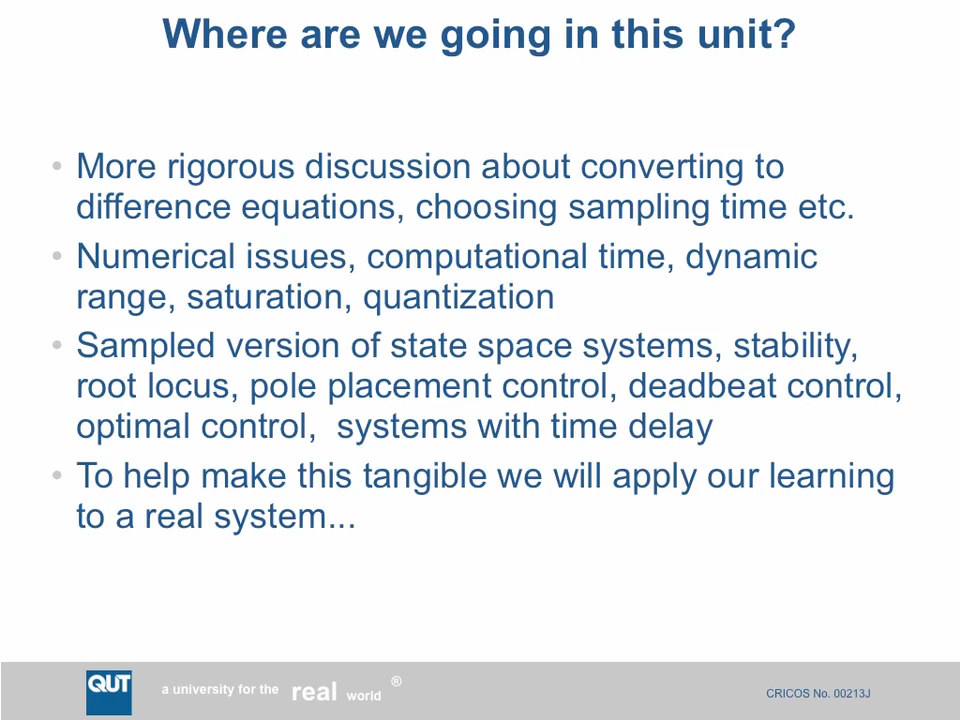 Where are we going in this unit?
• More rigorous discussion about converting to
difference equations, choosing sampling time etc.
• Numerical issues, computational time, dynamic
range, saturation, quantization
• Sampled version of state space systems, stability,
root locus, pole placement control, deadbeat control,
optimal control,  systems with time delay
• To help make this tangible we will apply our learning
to a real system...
QUT
a university for the real world ®
CRICOS No. 00213J